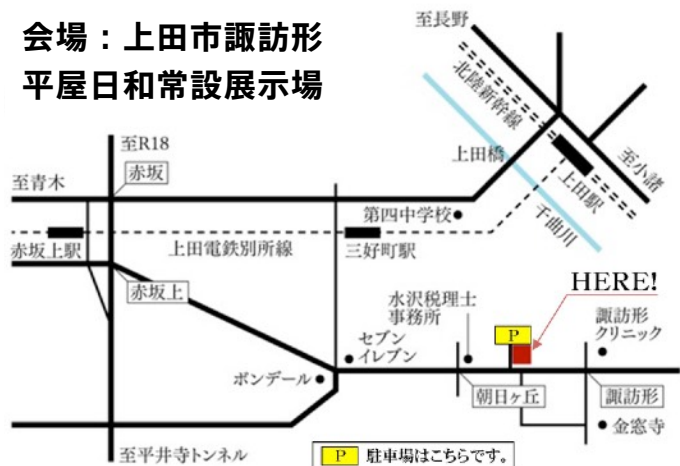 会場：上田市諏訪形
平屋日和常設展示場
至長野
北陸新幹線
至R18
赤坂
上田橋
上田駅
至小諸
至青木
第四中学校
千曲川
赤坂上駅
上田電鉄別所線
三好町駅
赤坂上
HERE!
水沢税理士
事務所
P
諏訪形
クリニック
セブン
イレブン
ボンデール
朝日ヶ丘
諏訪形
金窓寺
至平井寺トンネル
P 駐車場はこちらです。